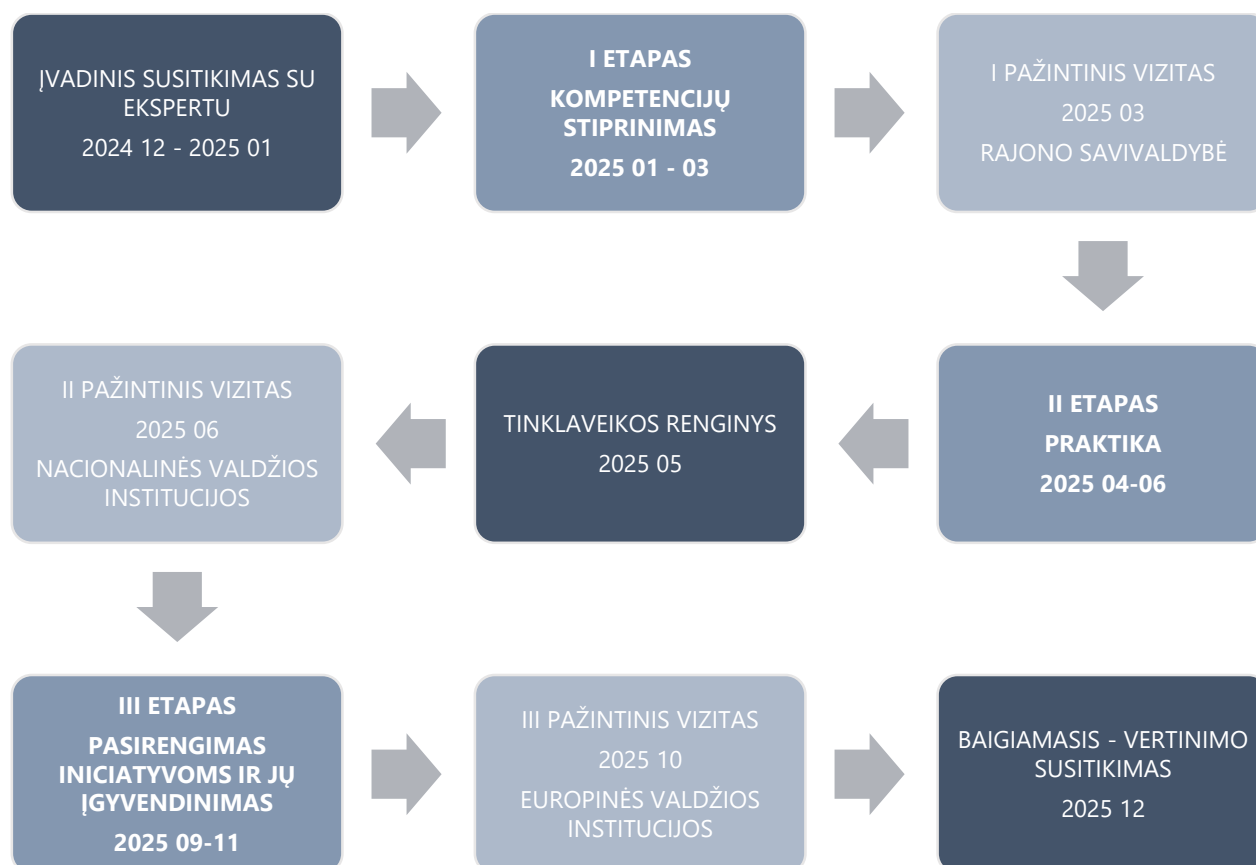 ĮVADINIS SUSITIKIMAS SU
EKSPERTU
2024 12 - 2025 01
I ETAPAS
KOMPETENCIJŲ
STIPRINIMAS
2025 01 - 03
I PAŽINTINIS VIZITAS
2025 03
RAJONO SAVIVALDYBĖ
II ETAPAS
PRAKTIKA
2025 04-06
TINKLAVEIKOS RENGINYS
2025 05
II PAŽINTINIS VIZITAS
2025 06
NACIONALINĖS VALDŽIOS
INSTITUCIJOS
III ETAPAS
PASIRENGIMAS
INICIATYVOMS IR JŲ
ĮGYVENDINIMAS
2025 09-11
III PAŽINTINIS VIZITAS
2025 10
EUROPINĖS VALDŽIOS
INSTITUCIJOS
BAIGIAMASIS - VERTINIMO
SUSITIKIMAS
2025 12